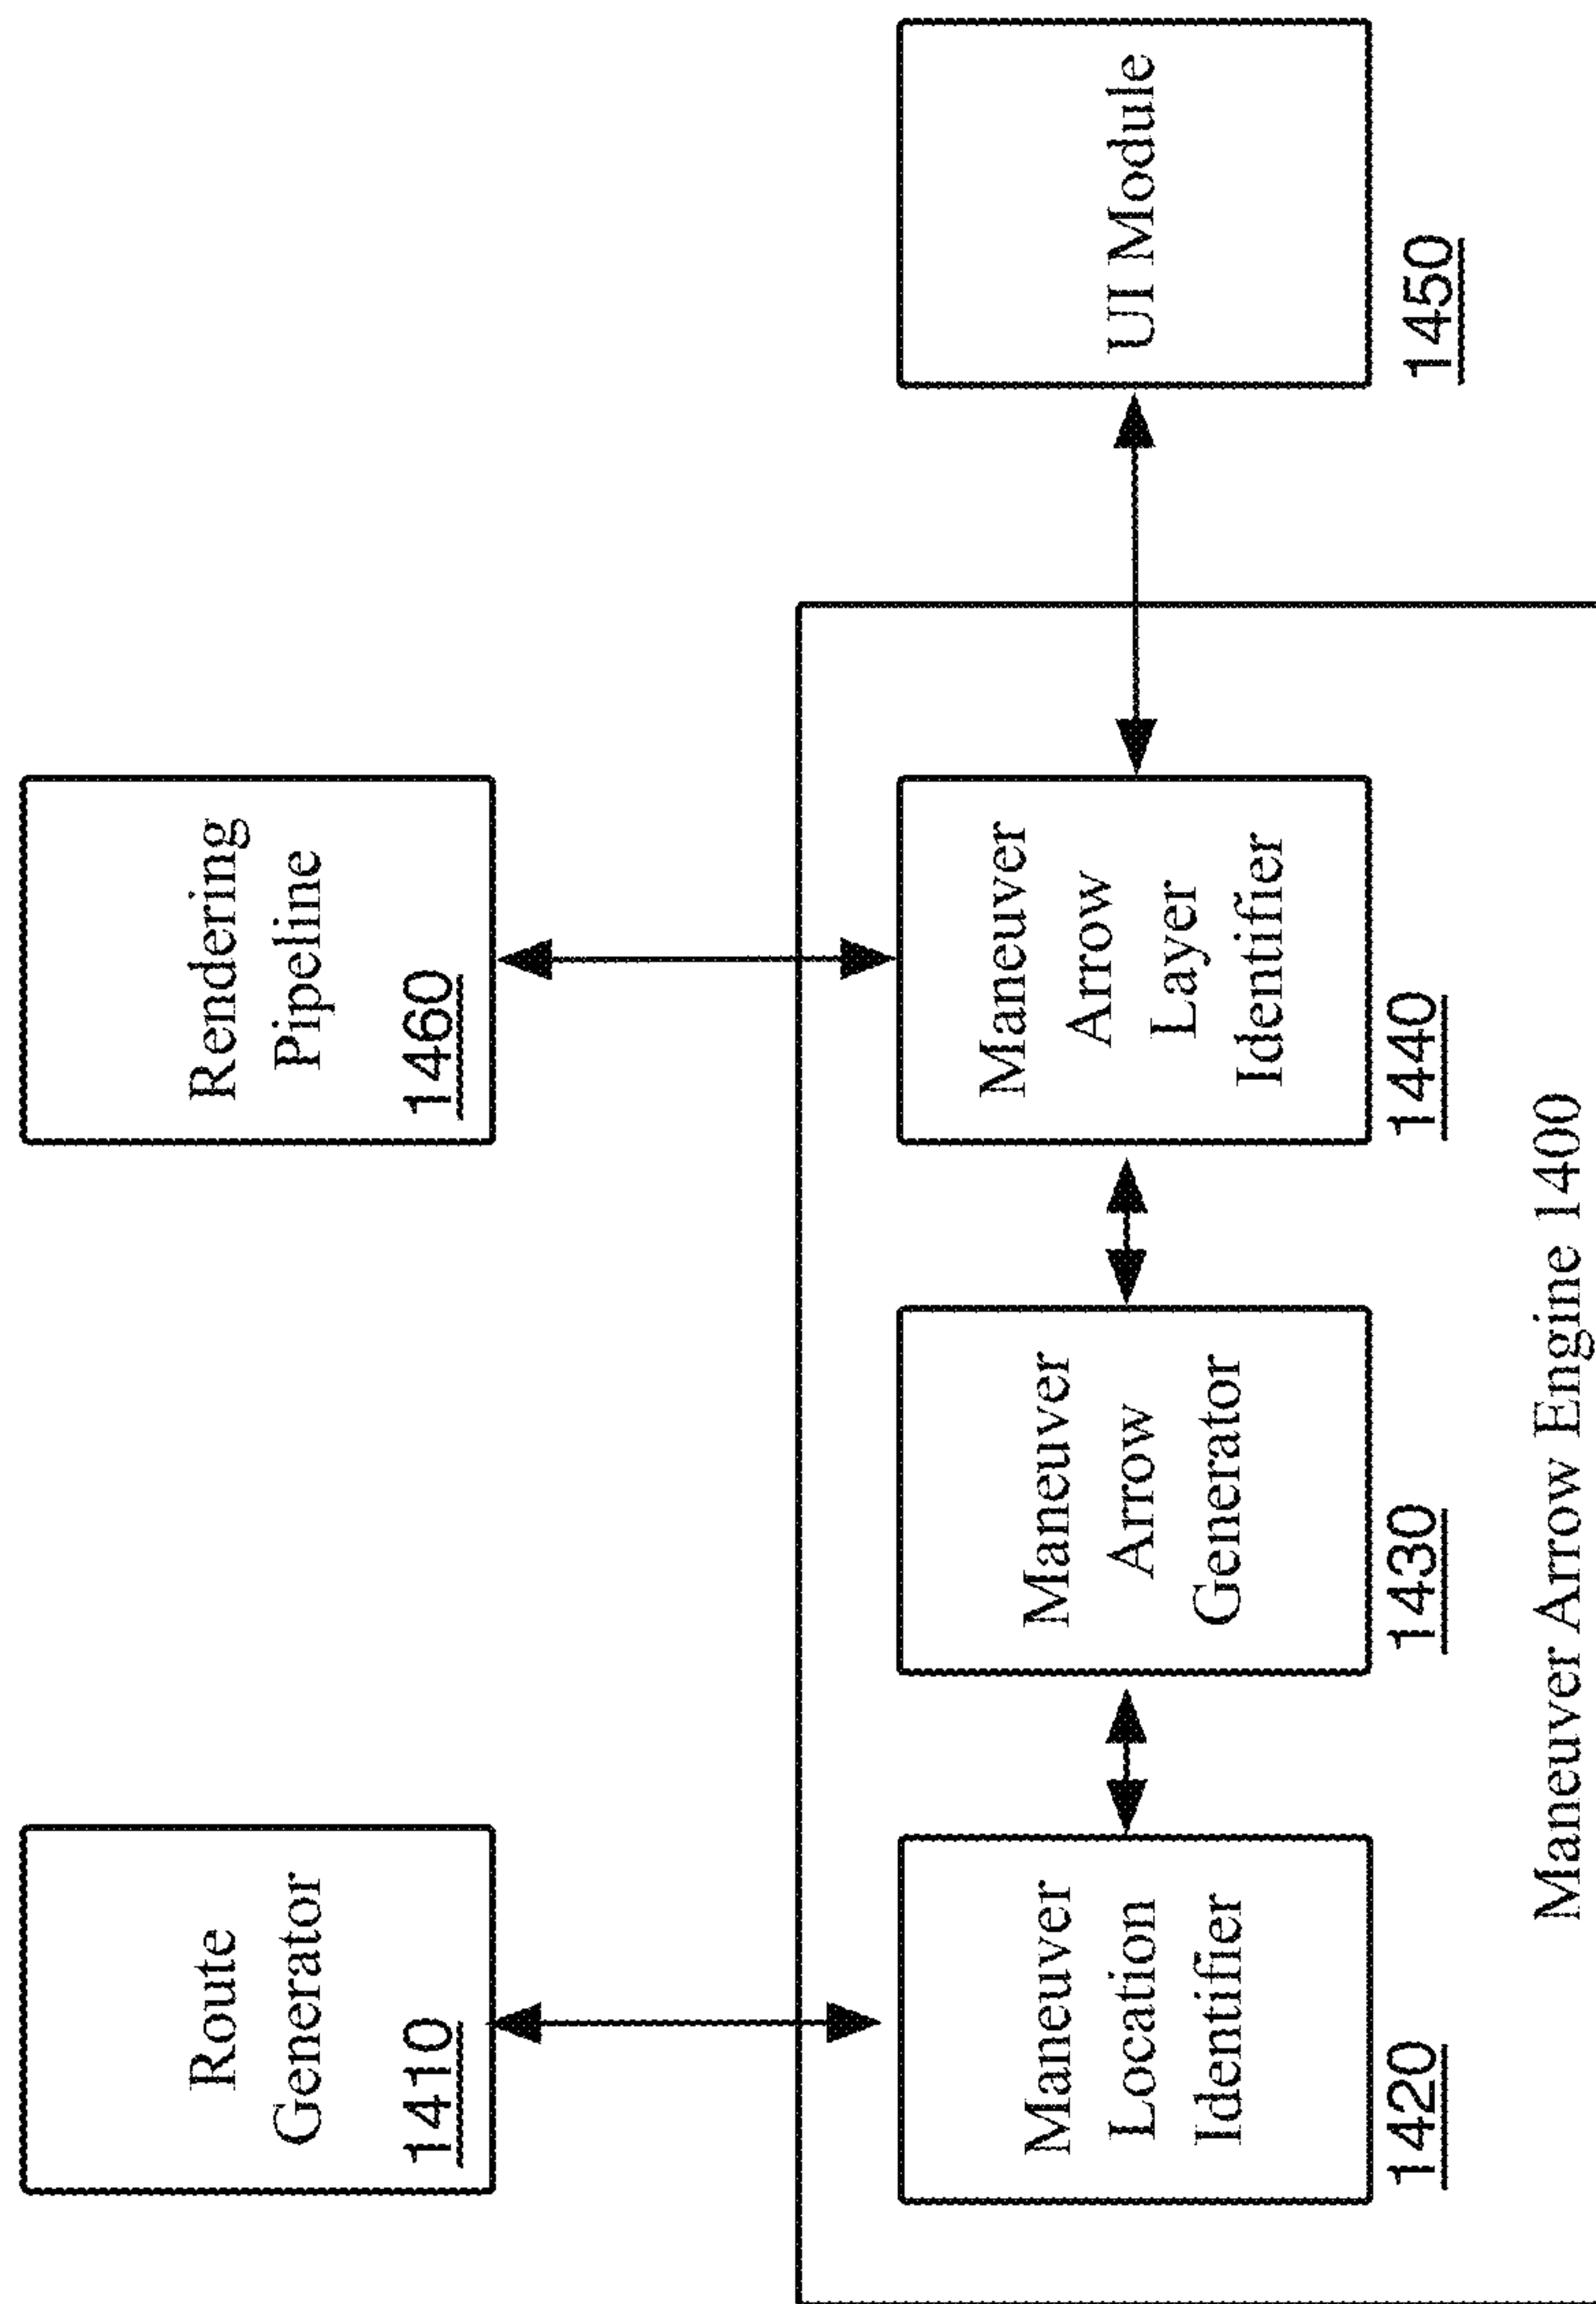 Route
Generator
1410
Rendering
Pipeline
1460
Maneuver
Location
Identifier
1420
Maneuver
Arrow
Generator
1430
Maneuver
Arrow
Layer
Identifier
1440
UI Module
1450
Maneuver Arrow Engine 1400